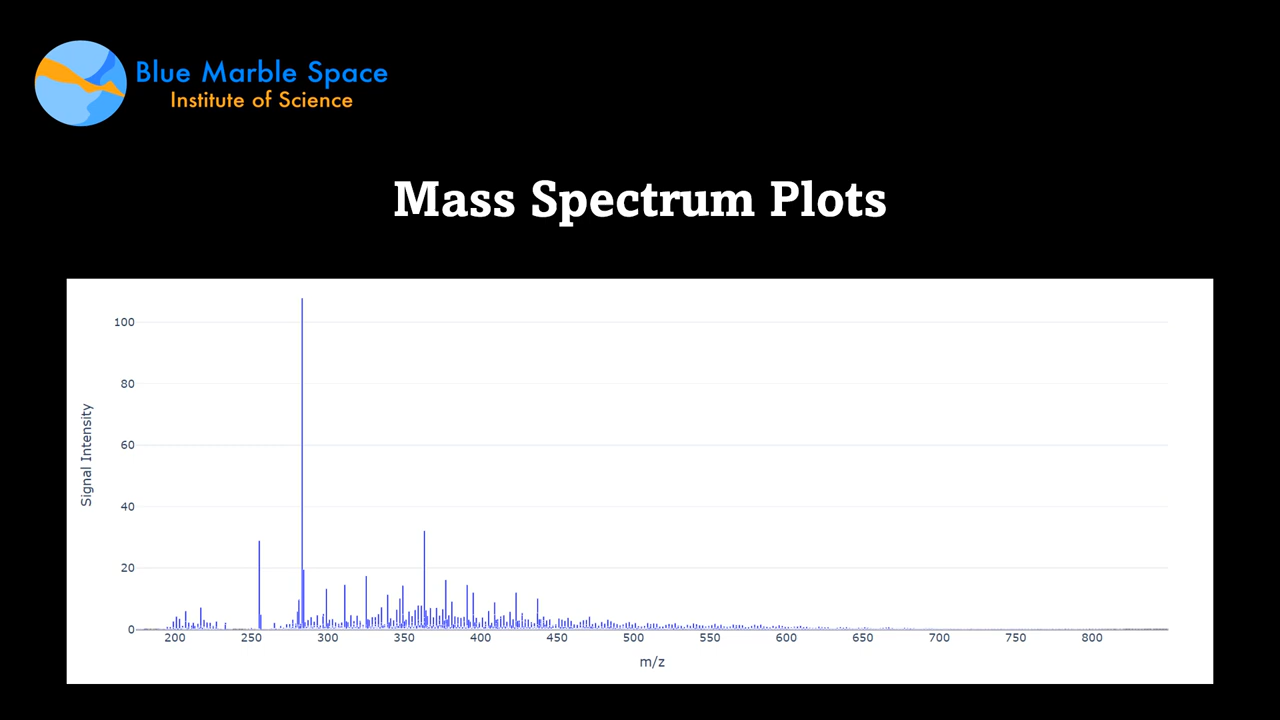 Blue Marble Space
Institute of Science
Mass Spectrum Plots
100
80
60
40
20
0
Signal Intensity
200 250 300 350 400 450 500 550 600 650 700 750 800
m/z